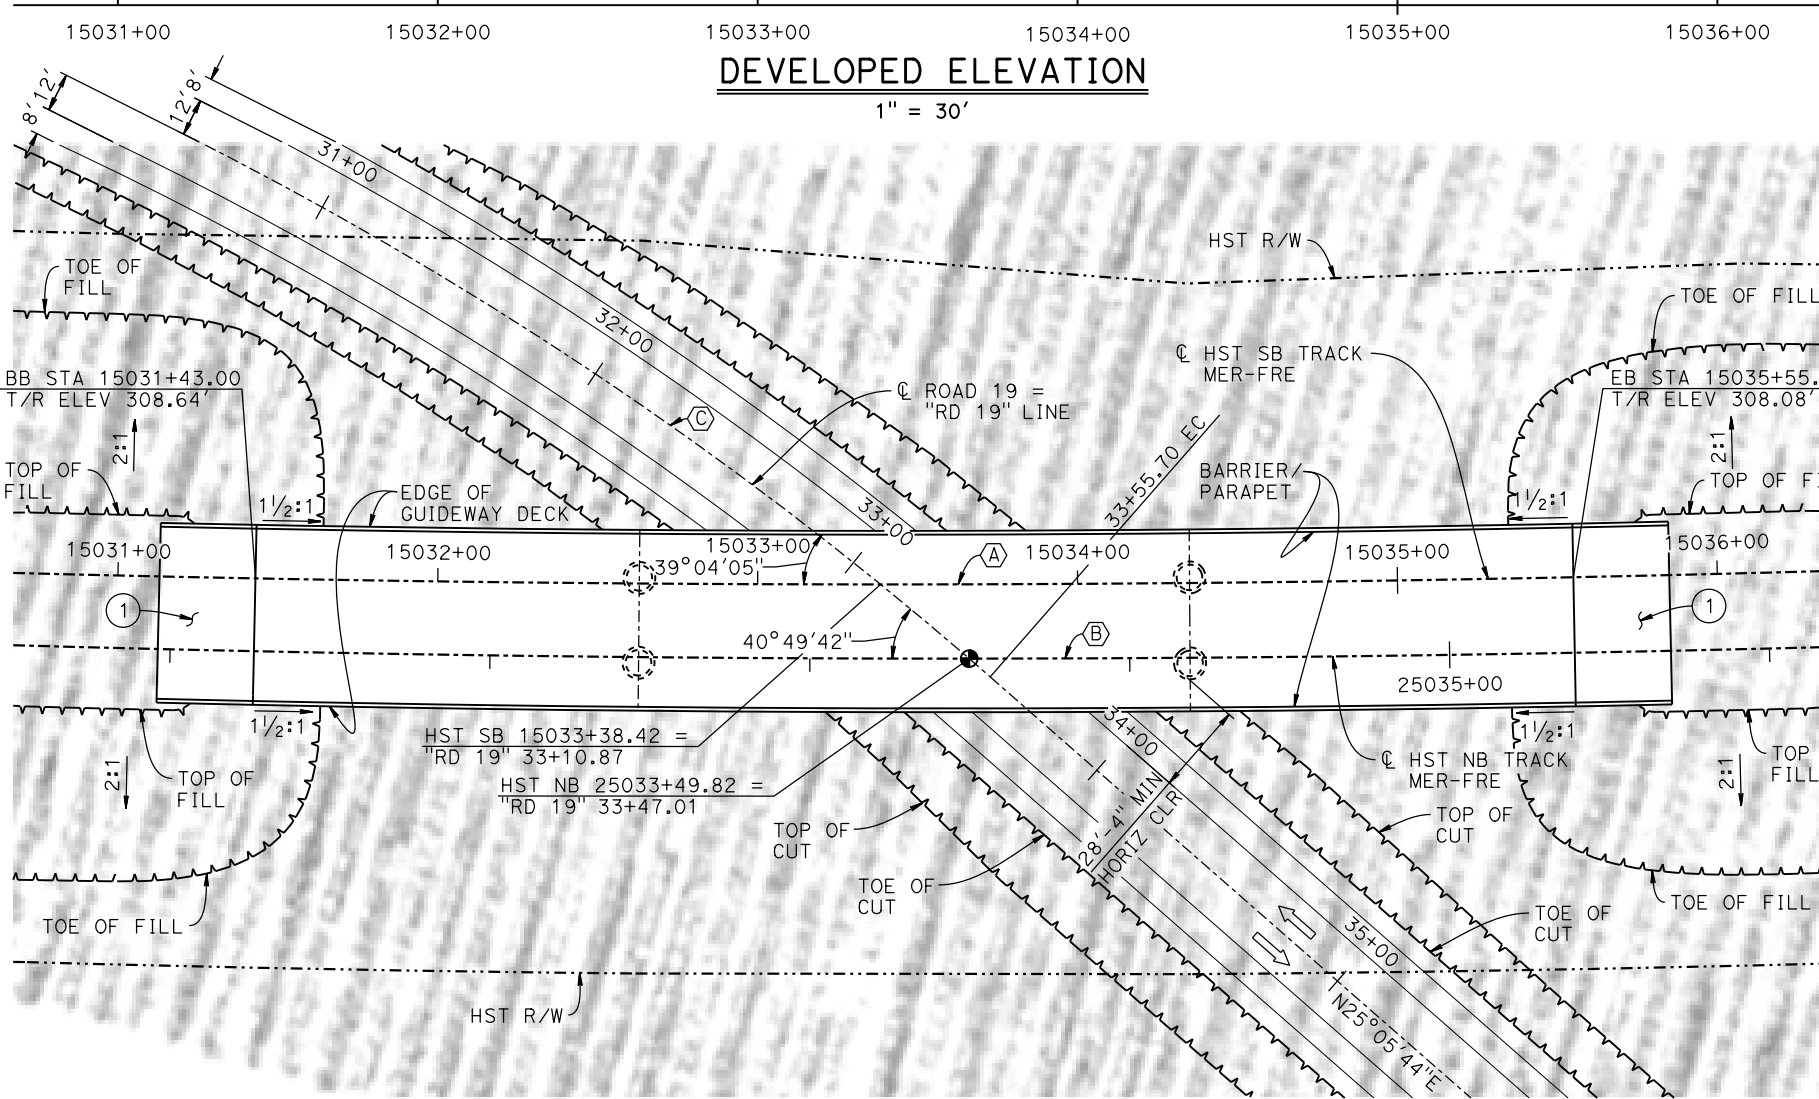 15031+00 15032+00 15033+00 15034+00 15035+00 15036+00
DEVELOPED ELEVATION
1" = 30'
8' 12'
12' 8'
31+00
HST R/W
TOE OF
FILL
TOE OF FILL
32+00
℄ HST SB TRACK
MER-FRE
BB STA 15031+43.00
T/R ELEV 308.64'
℄ ROAD 19 =
"RD 19" LINE
C
EB STA 15035+55.
T/R ELEV 308.08'
2:1
2:1
33+55.70 EC
TOP OF
FILL
BARRIER/
PARAPET
TOP OF
1½:1
EDGE OF
GUIDEWAY DECK
33+00
1½:1
15031+00 15032+00 15033+00 15034+00 15035+00 15036+00
39°04'05"
A
1
1
40°49'42"
B
25035+00
1½:1
34+00
1½:1
HST SB 15033+38.42 =
"RD 19" 33+10.87
2:1
TOP OF
FILL
HST NB 25033+49.82 =
"RD 19" 33+47.01
℄ HST NB TRACK
MER-FRE
2:1
TOP
FILL
28'-4" MIN
HORIZ CLR
TOP OF
CUT
TOP OF
CUT
TOE OF
CUT
TOE OF FILL
TOE OF FILL
TOE OF
CUT
35+00
HST R/W
N25°05'44"E